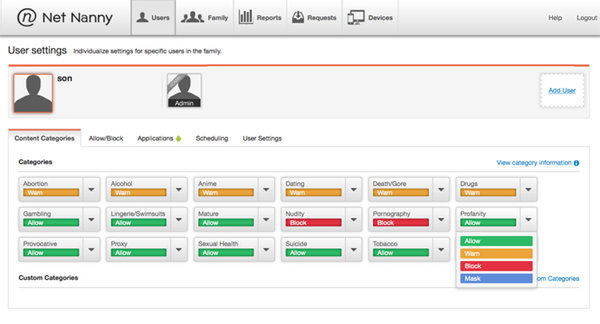 Net Nanny
Users
Family
Reports
Requests
Devices
Help
Logout
User settings Individualize settings for specific users in the family.
son
Admin
Add User
Content Categories
Allow/Block
Applications
Scheduling
User Settings
Categories
View category information
Abortion Alcohol Anime Dating Death/Gore Drugs
Warn Warn Warn Warn Warn Warn
Gambling Lingerie/Swimsuits Mature Nudity Pornography Profanity
Allow Allow Allow Block Block Allow
Provocative Proxy Sexual Health Suicide Tobacco
Allow Allow Allow Allow Allow
Allow
Warn
Block
Mask
Custom Categories
om Categories